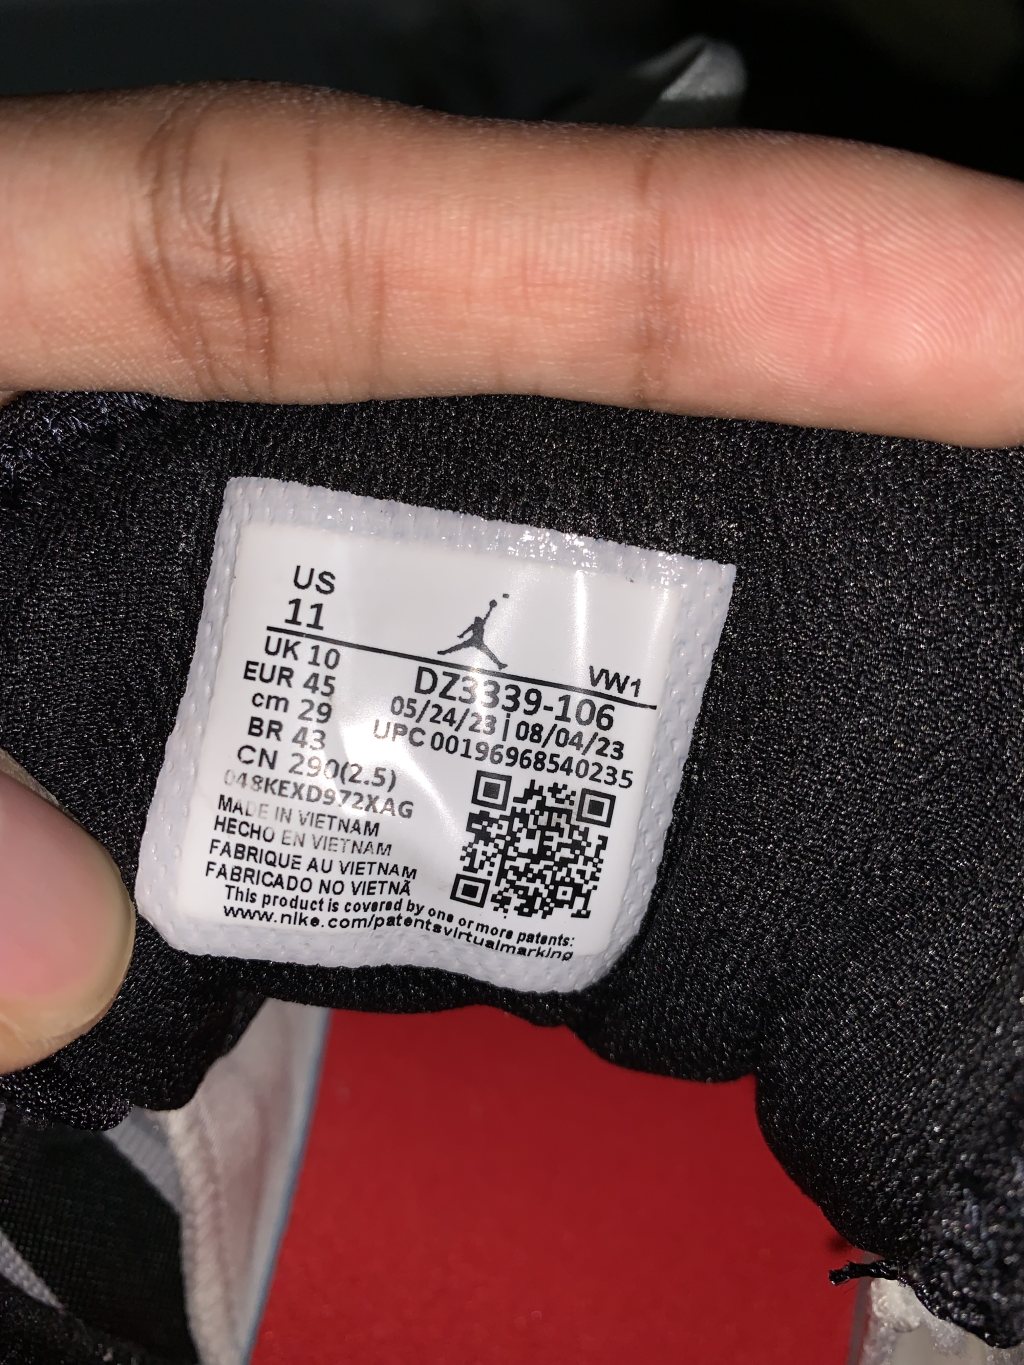 US
11
UK 10
EUR 45
cm 29
BR 43
CN 290(2.5)
048KEXD972XAG
MADE IN VIETNAM
HECHO EN VIETNAM
FABRIQUE AU VIETNAM
FABRICADO NO VIETNÃ
VW1
DZ3339-106
05/24/23 | 08/04/23
UPC 00196968540235
This product is covered by one or more patents:
www.nike.com/patentsvirtualmarking